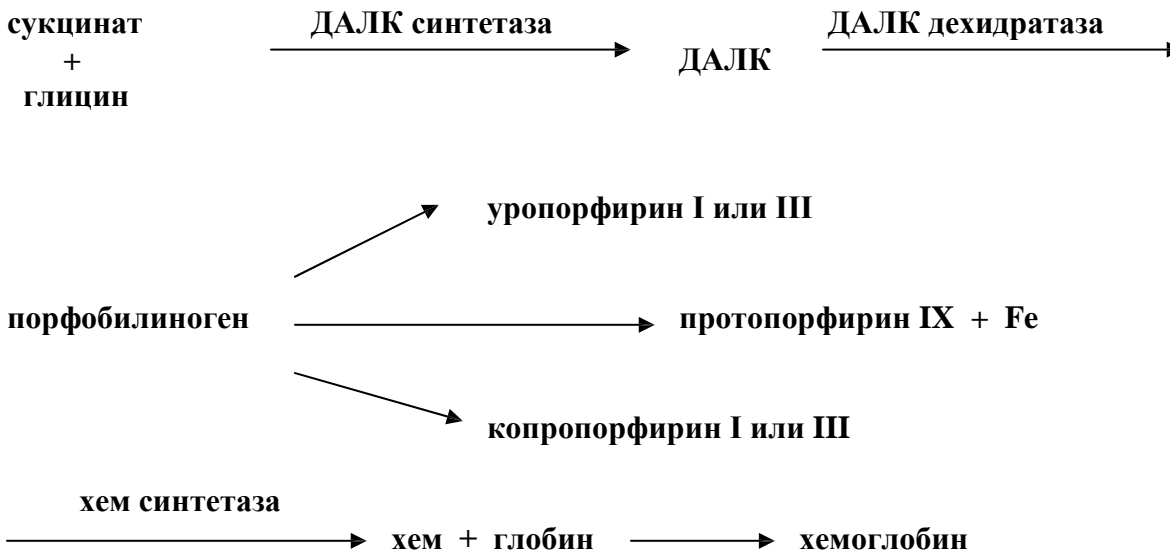 сукцинат ДАЛК синтетаза ДАЛК дехидратаза
+ ДАЛК
глицин
уропорфирин I или III
порфобилиноген протопорфирин IX + Fe
копропорфирин I или III
хем синтетаза
хем + глобин хемоглобин